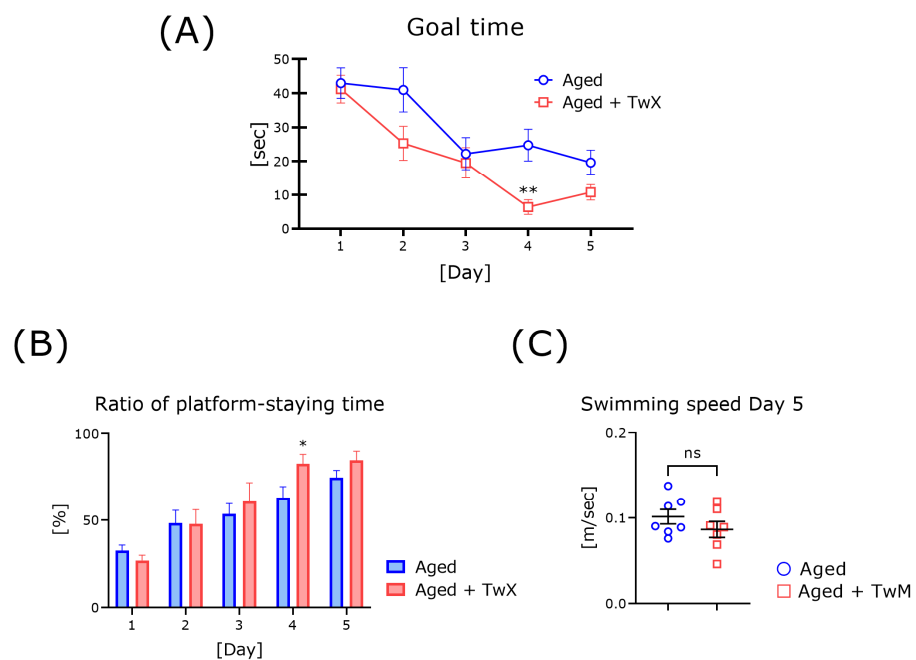 (A)
Goal time
50
40
30
20
10
0
[sec]
Aged
Aged + TwX
**
1 2 3 4 5
[Day]
(B)
Ratio of platform-staying time
100
50
0
[%]
*
1 2 3 4 5
[Day]
Aged
Aged + TwX
(C)
Swimming speed Day 5
0.2
0.1
0.0
[m/sec]
ns
Aged
Aged + TwM